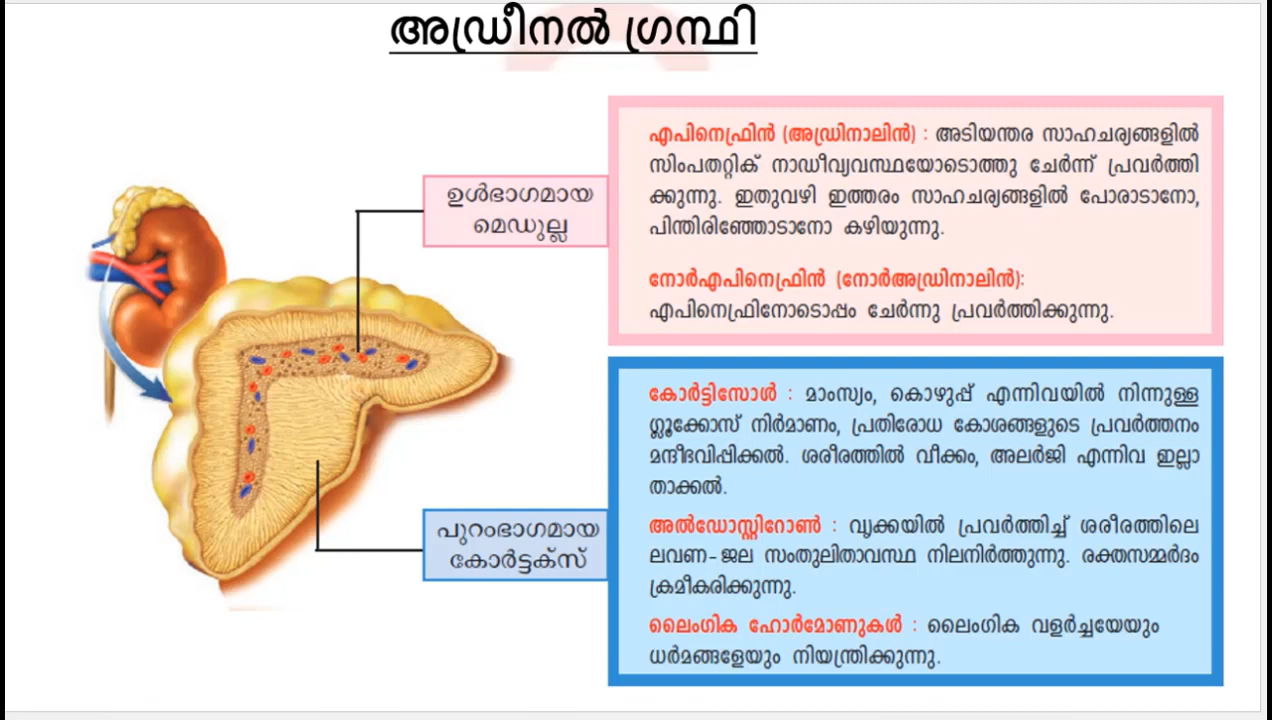 അഡ്രീനൽ ഗ്രന്ഥി
ഉൾഭാഗമായ
മെഡുല്ല
എപിനെഫ്രിൻ (അഡ്രിനാലിൻ) : അടിയന്തര സാഹചര്യങ്ങളിൽ
സിംപതറ്റിക് നാഡീവ്യവസ്ഥയോടൊത്തു ചേർന്ന് പ്രവർത്തി
ക്കുന്നു. ഇതുവഴി ഇത്തരം സാഹചര്യങ്ങളിൽ പോരാടാനോ,
പിന്തിരിഞ്ഞോടാനോ കഴിയുന്നു.
നോർഎപിനെഫ്രിൻ (നോർഅഡ്രിനാലിൻ):
എപിനെഫ്രിനോടൊപ്പം ചേർന്നു പ്രവർത്തിക്കുന്നു.
പുറംഭാഗമായ
കോർട്ടക്സ്
കോർട്ടിസോൾ : മാംസ്യം, കൊഴുപ്പ് എന്നിവയിൽ നിന്നുള്ള
ഗ്ലൂക്കോസ് നിർമാണം, പ്രതിരോധ കോശങ്ങളുടെ പ്രവർത്തനം
മന്ദീഭവിപ്പിക്കൽ. ശരീരത്തിൽ വീക്കം, അലർജി എന്നിവ ഇല്ലാ
താക്കൽ.
അൽഡോസ്റ്റിറോൺ : വൃക്കയിൽ പ്രവർത്തിച്ച് ശരീരത്തിലെ
ലവണ-ജല സംതുലിതാവസ്ഥ നിലനിർത്തുന്നു. രക്തസമ്മർദം
ക്രമീകരിക്കുന്നു.
ലൈംഗിക ഹോർമോണുകൾ : ലൈംഗിക വളർച്ചയേയും
ധർമങ്ങളേയും നിയന്ത്രിക്കുന്നു.